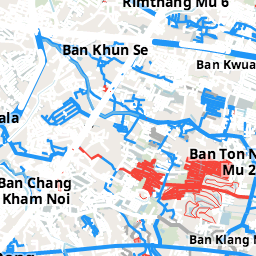 Rimthang Mu 6
Ban Khun Se
Ban Kwua
ala
Ban Ton N
Mu 2
Ban Chang
Kham Noi
Ban Klang M